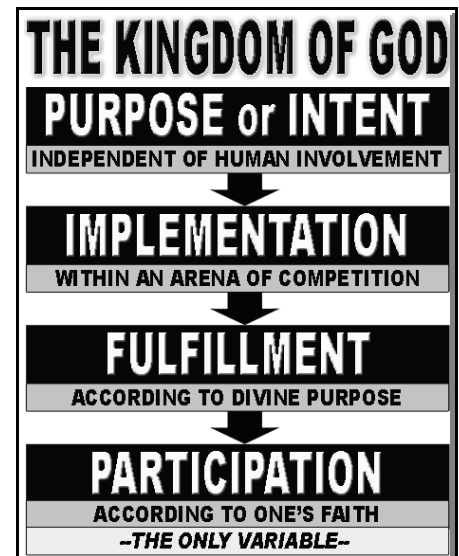 THE KINGDOM OF GOD
PURPOSE or INTENT
INDEPENDENT OF HUMAN INVOLVEMENT
IMPLEMENTATION
WITHIN AN ARENA OF COMPETITION
FULFILLMENT
ACCORDING TO DIVINE PURPOSE
PARTICIPATION
ACCORDING TO ONE'S FAITH
--THE ONLY VARIABLE--